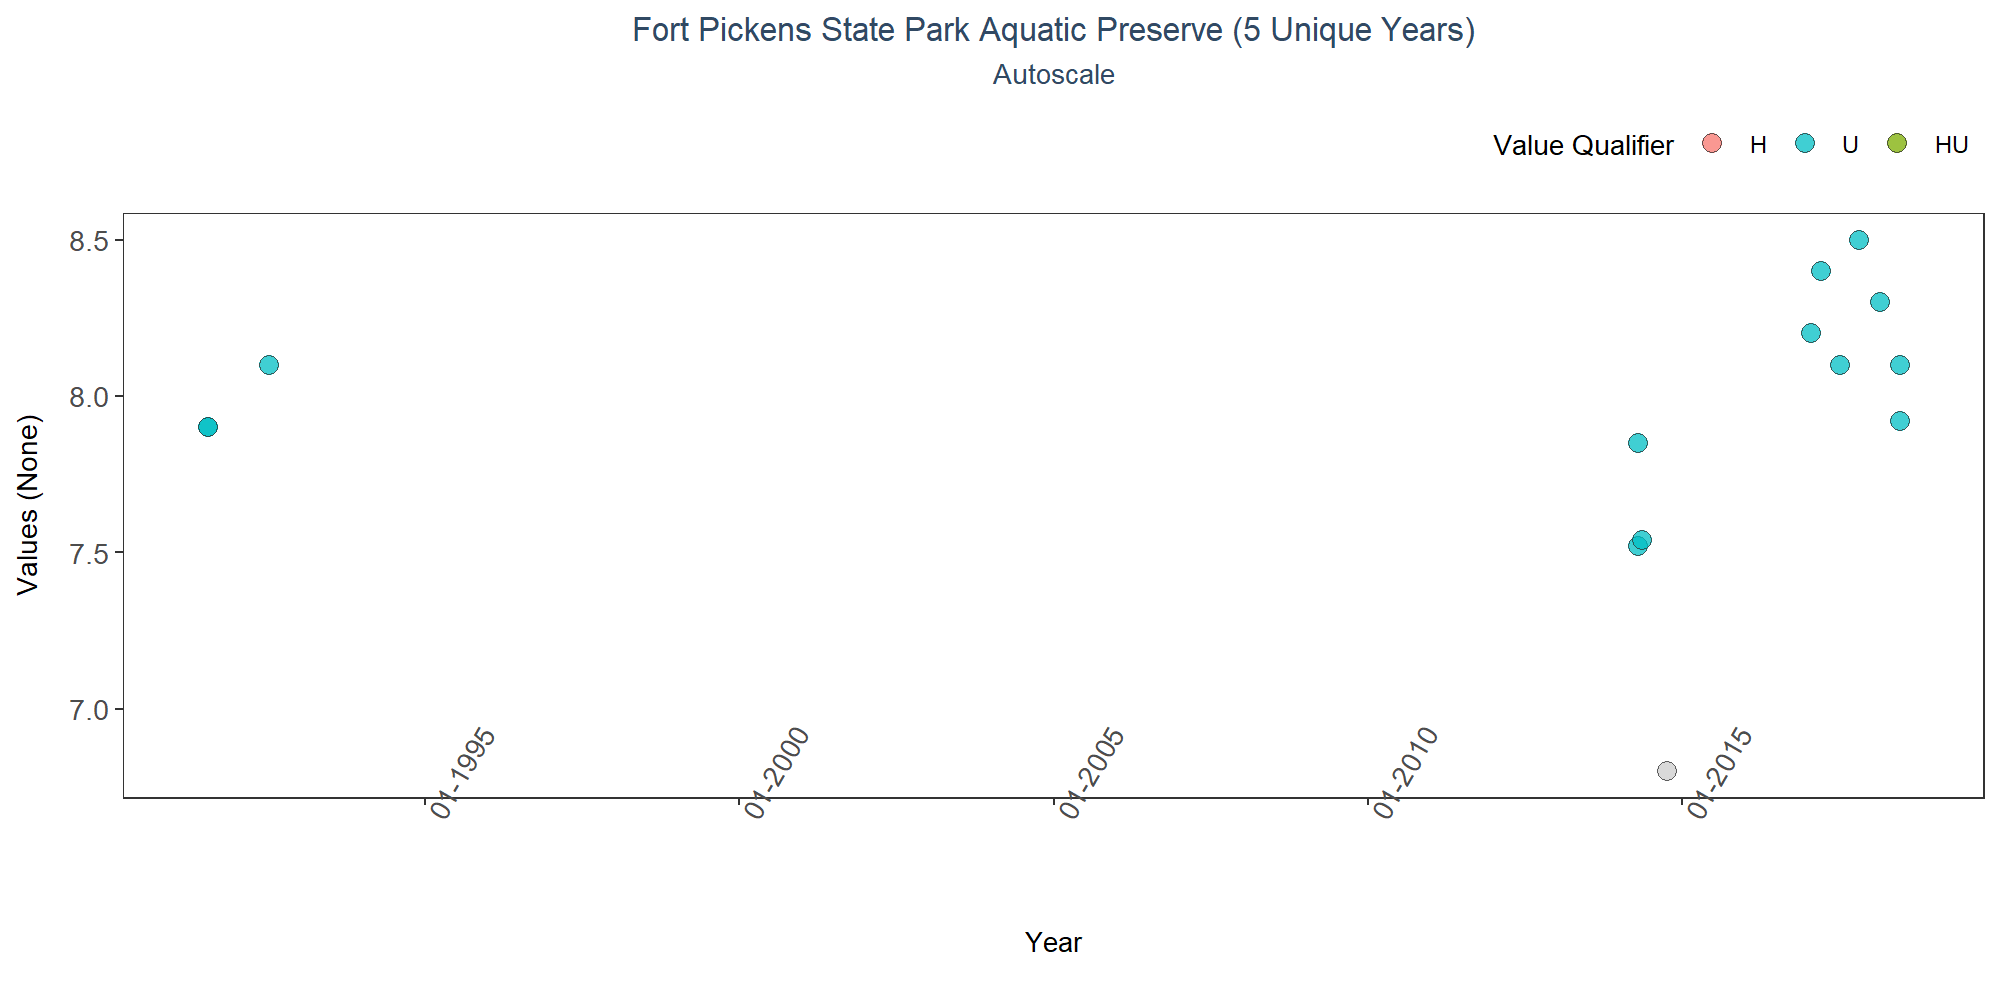 Fort Pickens State Park Aquatic Preserve (5 Unique Years)
Autoscale
Value Qualifier H U HU
Values (None)
8.5
8.0
7.5
7.0
01-1995 01-2000 01-2005 01-2010 01-2015
Year